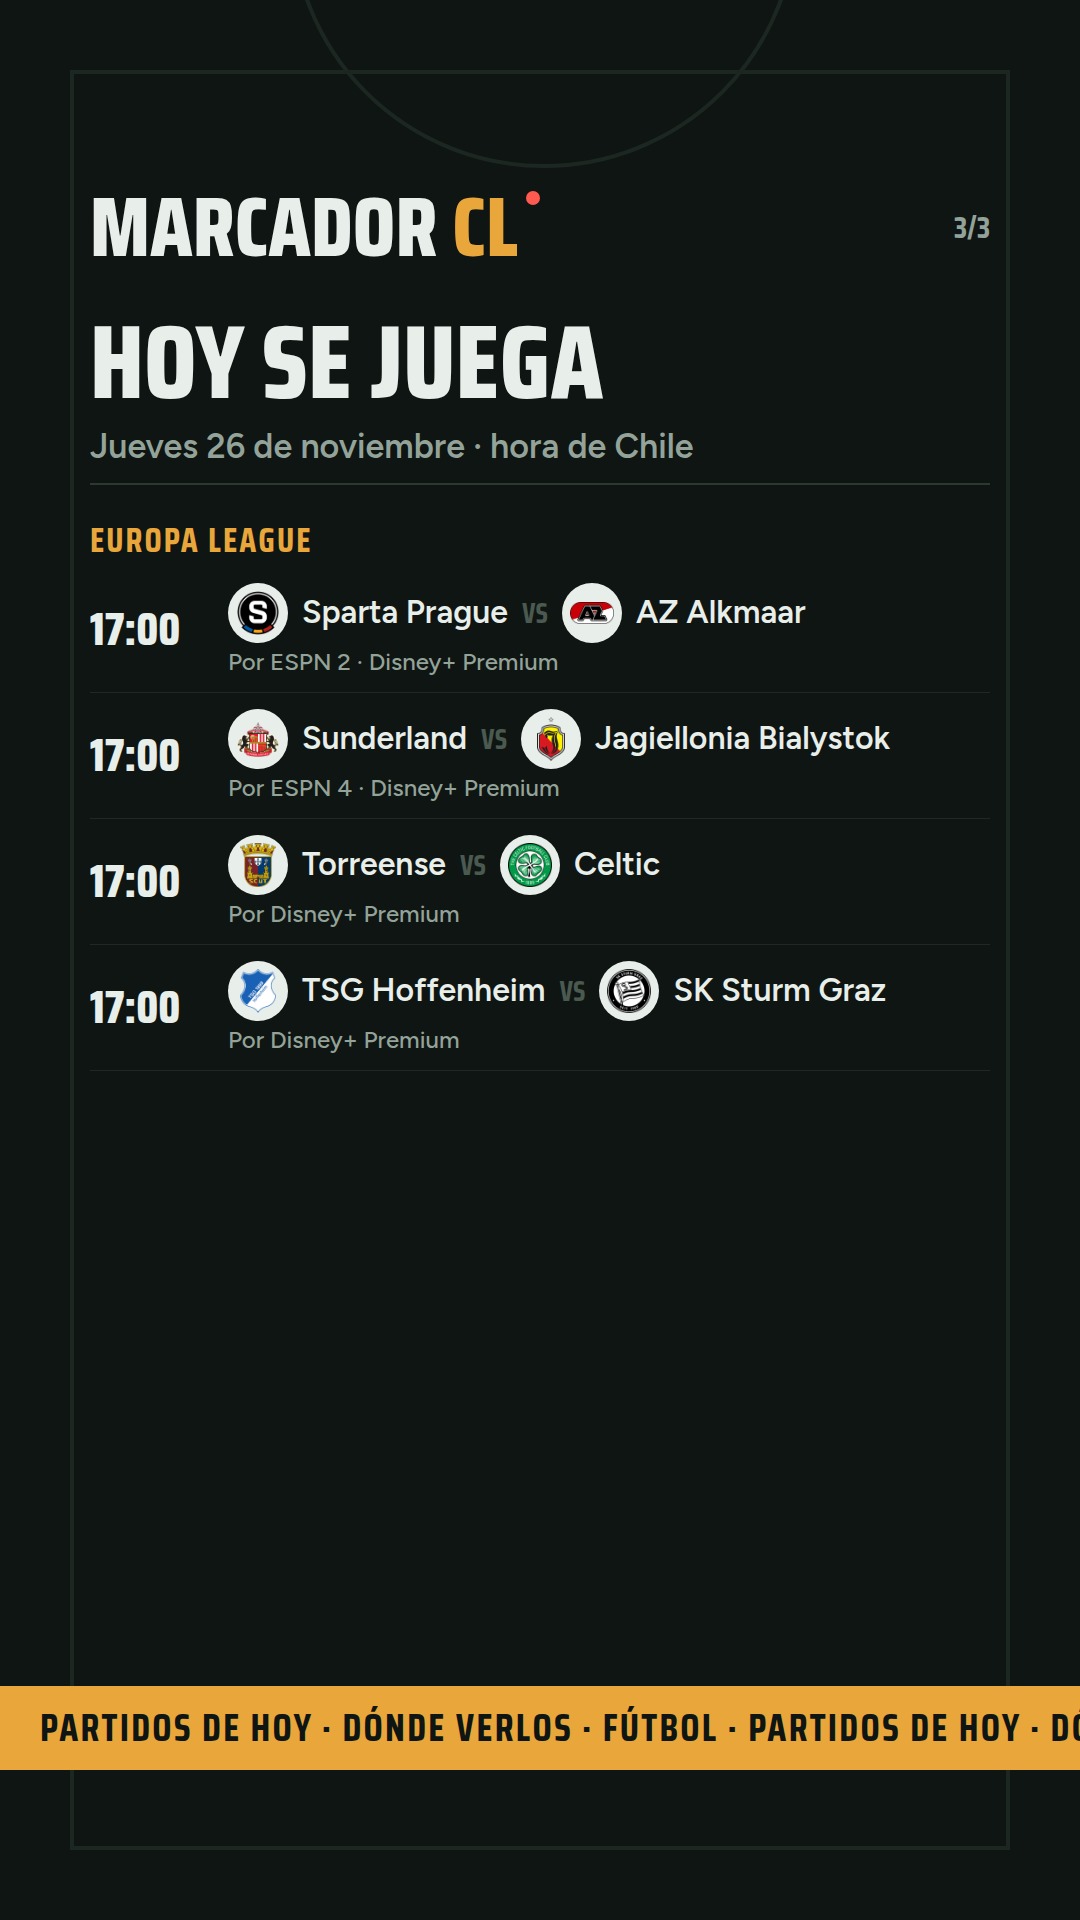 MARCADOR CL
3/3
HOY SE JUEGA
Jueves 26 de noviembre · hora de Chile
EUROPA LEAGUE
17:00
Sparta Prague VS AZ AZ Alkmaar
Por ESPN 2 · Disney+ Premium
17:00
Sunderland VS Jagiellonia Bialystok
Por ESPN 4 · Disney+ Premium
17:00
Torreense VS Celtic
Por Disney+ Premium
17:00
TSG Hoffenheim VS SK Sturm Graz
Por Disney+ Premium
PARTIDOS DE HOY · DÓNDE VERLOS · FÚTBOL · PARTIDOS DE HOY · DÓ